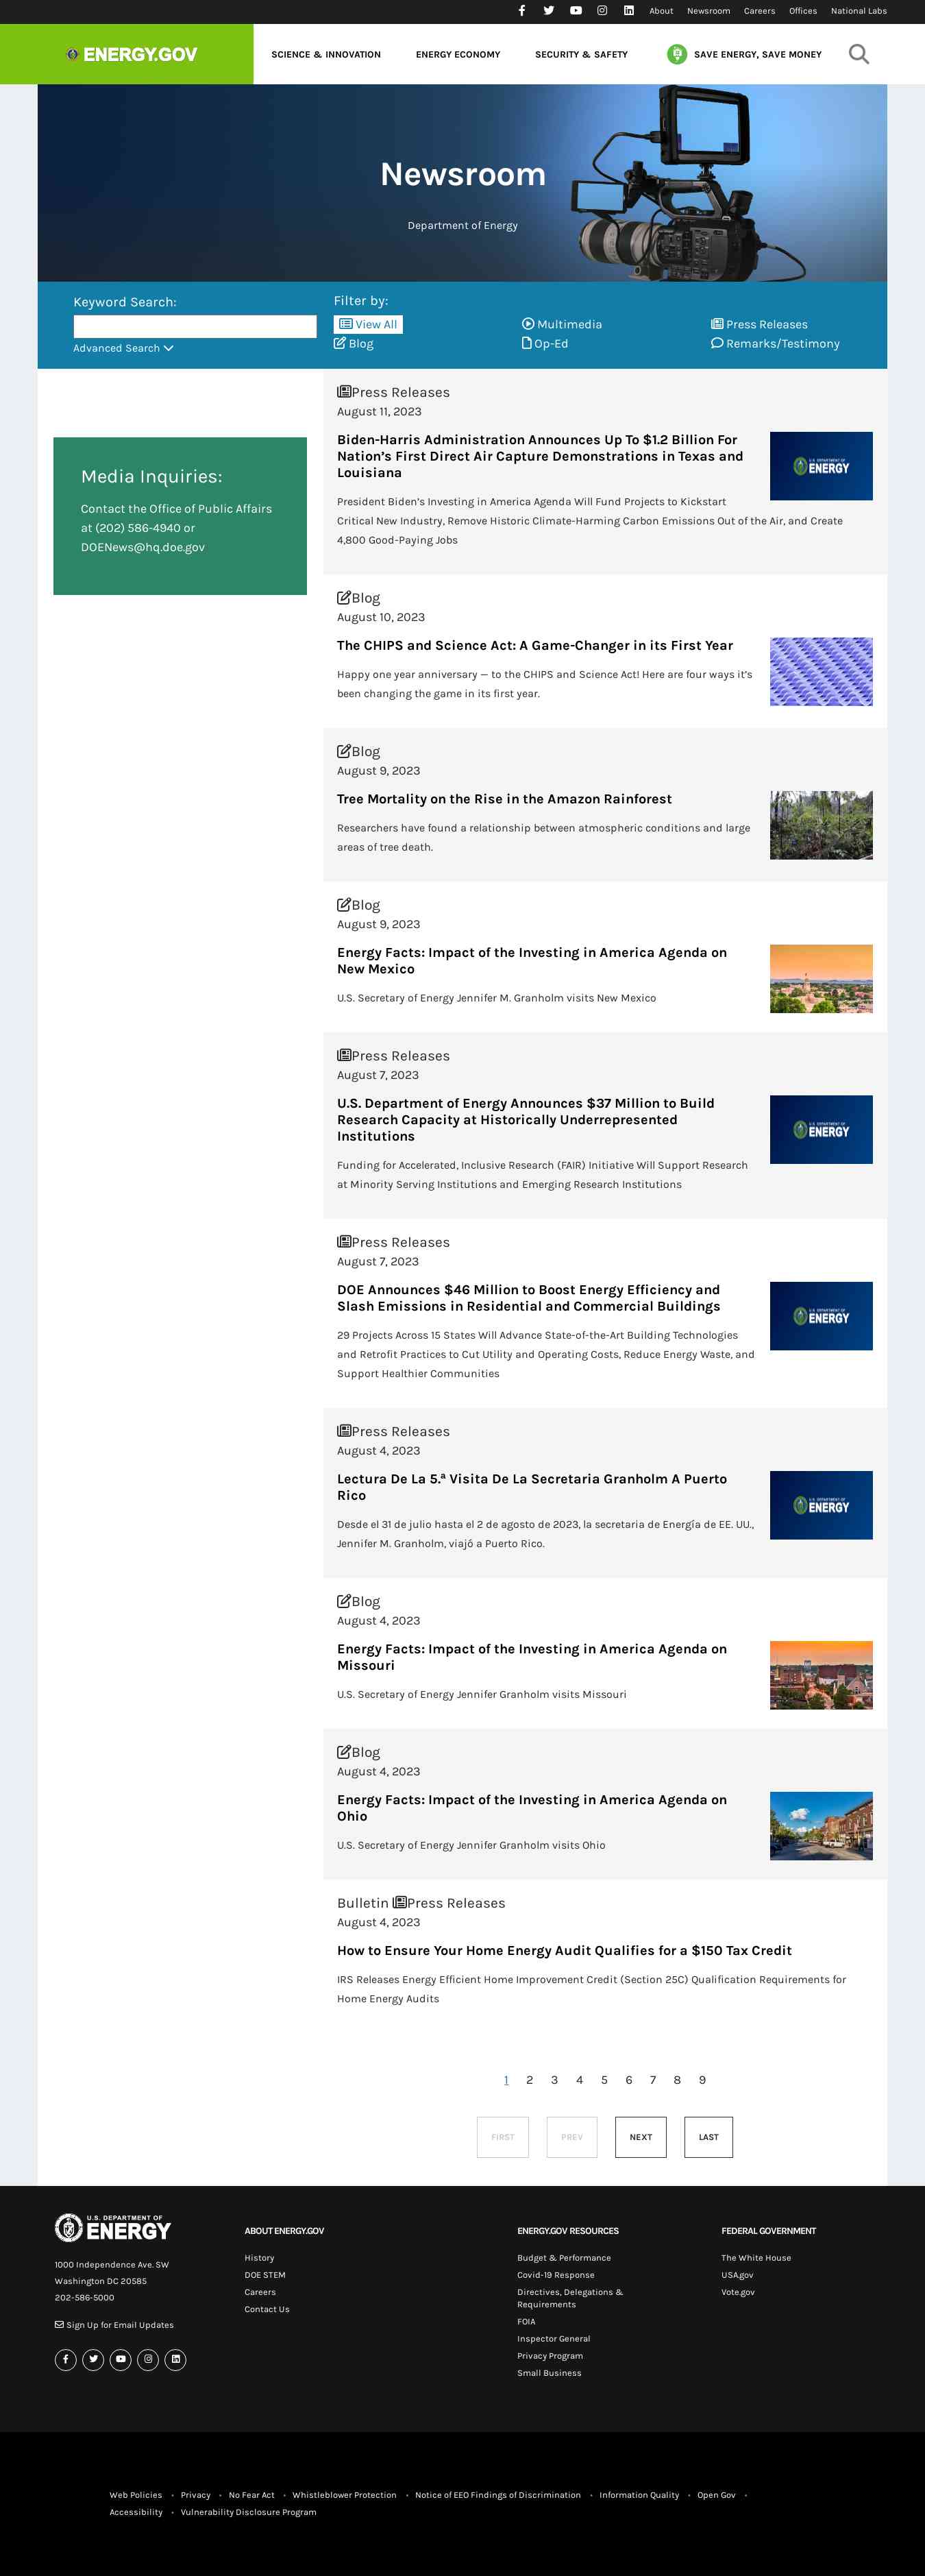 About Newsroom Careers Offices National Labs
ENERGY.GOV
SCIENCE & INNOVATION ENERGY ECONOMY SECURITY & SAFETY SAVE ENERGY, SAVE MONEY
Newsroom
Department of Energy
Keyword Search:
Advanced Search
Filter by:
View All Multimedia Press Releases
Blog Op-Ed Remarks/Testimony
Media Inquiries:
Contact the Office of Public Affairs
at (202) 586-4940 or
DOENews@hq.doe.gov
Press Releases
August 11, 2023
Biden-Harris Administration Announces Up To $1.2 Billion For
Nation’s First Direct Air Capture Demonstrations in Texas and
Louisiana
U.S. DEPARTMENT OF
ENERGY
President Biden’s Investing in America Agenda Will Fund Projects to Kickstart
Critical New Industry, Remove Historic Climate-Harming Carbon Emissions Out of the Air, and Create
4,800 Good-Paying Jobs
Blog
August 10, 2023
The CHIPS and Science Act: A Game-Changer in its First Year
Happy one year anniversary — to the CHIPS and Science Act! Here are four ways it’s
been changing the game in its first year.
Blog
August 9, 2023
Tree Mortality on the Rise in the Amazon Rainforest
Researchers have found a relationship between atmospheric conditions and large
areas of tree death.
Blog
August 9, 2023
Energy Facts: Impact of the Investing in America Agenda on
New Mexico
U.S. Secretary of Energy Jennifer M. Granholm visits New Mexico
Press Releases
August 7, 2023
U.S. Department of Energy Announces $37 Million to Build
Research Capacity at Historically Underrepresented
Institutions
U.S. DEPARTMENT OF
ENERGY
Funding for Accelerated, Inclusive Research (FAIR) Initiative Will Support Research
at Minority Serving Institutions and Emerging Research Institutions
Press Releases
August 7, 2023
DOE Announces $46 Million to Boost Energy Efficiency and
Slash Emissions in Residential and Commercial Buildings
U.S. DEPARTMENT OF
ENERGY
29 Projects Across 15 States Will Advance State-of-the-Art Building Technologies
and Retrofit Practices to Cut Utility and Operating Costs, Reduce Energy Waste, and
Support Healthier Communities
Press Releases
August 4, 2023
Lectura De La 5.ª Visita De La Secretaria Granholm A Puerto
Rico
U.S. DEPARTMENT OF
ENERGY
Desde el 31 de julio hasta el 2 de agosto de 2023, la secretaria de Energía de EE. UU.,
Jennifer M. Granholm, viajó a Puerto Rico.
Blog
August 4, 2023
Energy Facts: Impact of the Investing in America Agenda on
Missouri
U.S. Secretary of Energy Jennifer Granholm visits Missouri
Blog
August 4, 2023
Energy Facts: Impact of the Investing in America Agenda on
Ohio
U.S. Secretary of Energy Jennifer Granholm visits Ohio
Bulletin Press Releases
August 4, 2023
How to Ensure Your Home Energy Audit Qualifies for a $150 Tax Credit
IRS Releases Energy Efficient Home Improvement Credit (Section 25C) Qualification Requirements for
Home Energy Audits
1 2 3 4 5 6 7 8 9
FIRST PREV NEXT LAST
U.S. DEPARTMENT OF
ENERGY
1000 Independence Ave. SW
Washington DC 20585
202-586-5000
Sign Up for Email Updates
ABOUT ENERGY.GOV
History
DOE STEM
Careers
Contact Us
ENERGY.GOV RESOURCES
Budget & Performance
Covid-19 Response
Directives, Delegations &
Requirements
FOIA
Inspector General
Privacy Program
Small Business
FEDERAL GOVERNMENT
The White House
USA.gov
Vote.gov
Web Policies • Privacy • No Fear Act • Whistleblower Protection • Notice of EEO Findings of Discrimination • Information Quality • Open Gov •
Accessibility • Vulnerability Disclosure Program